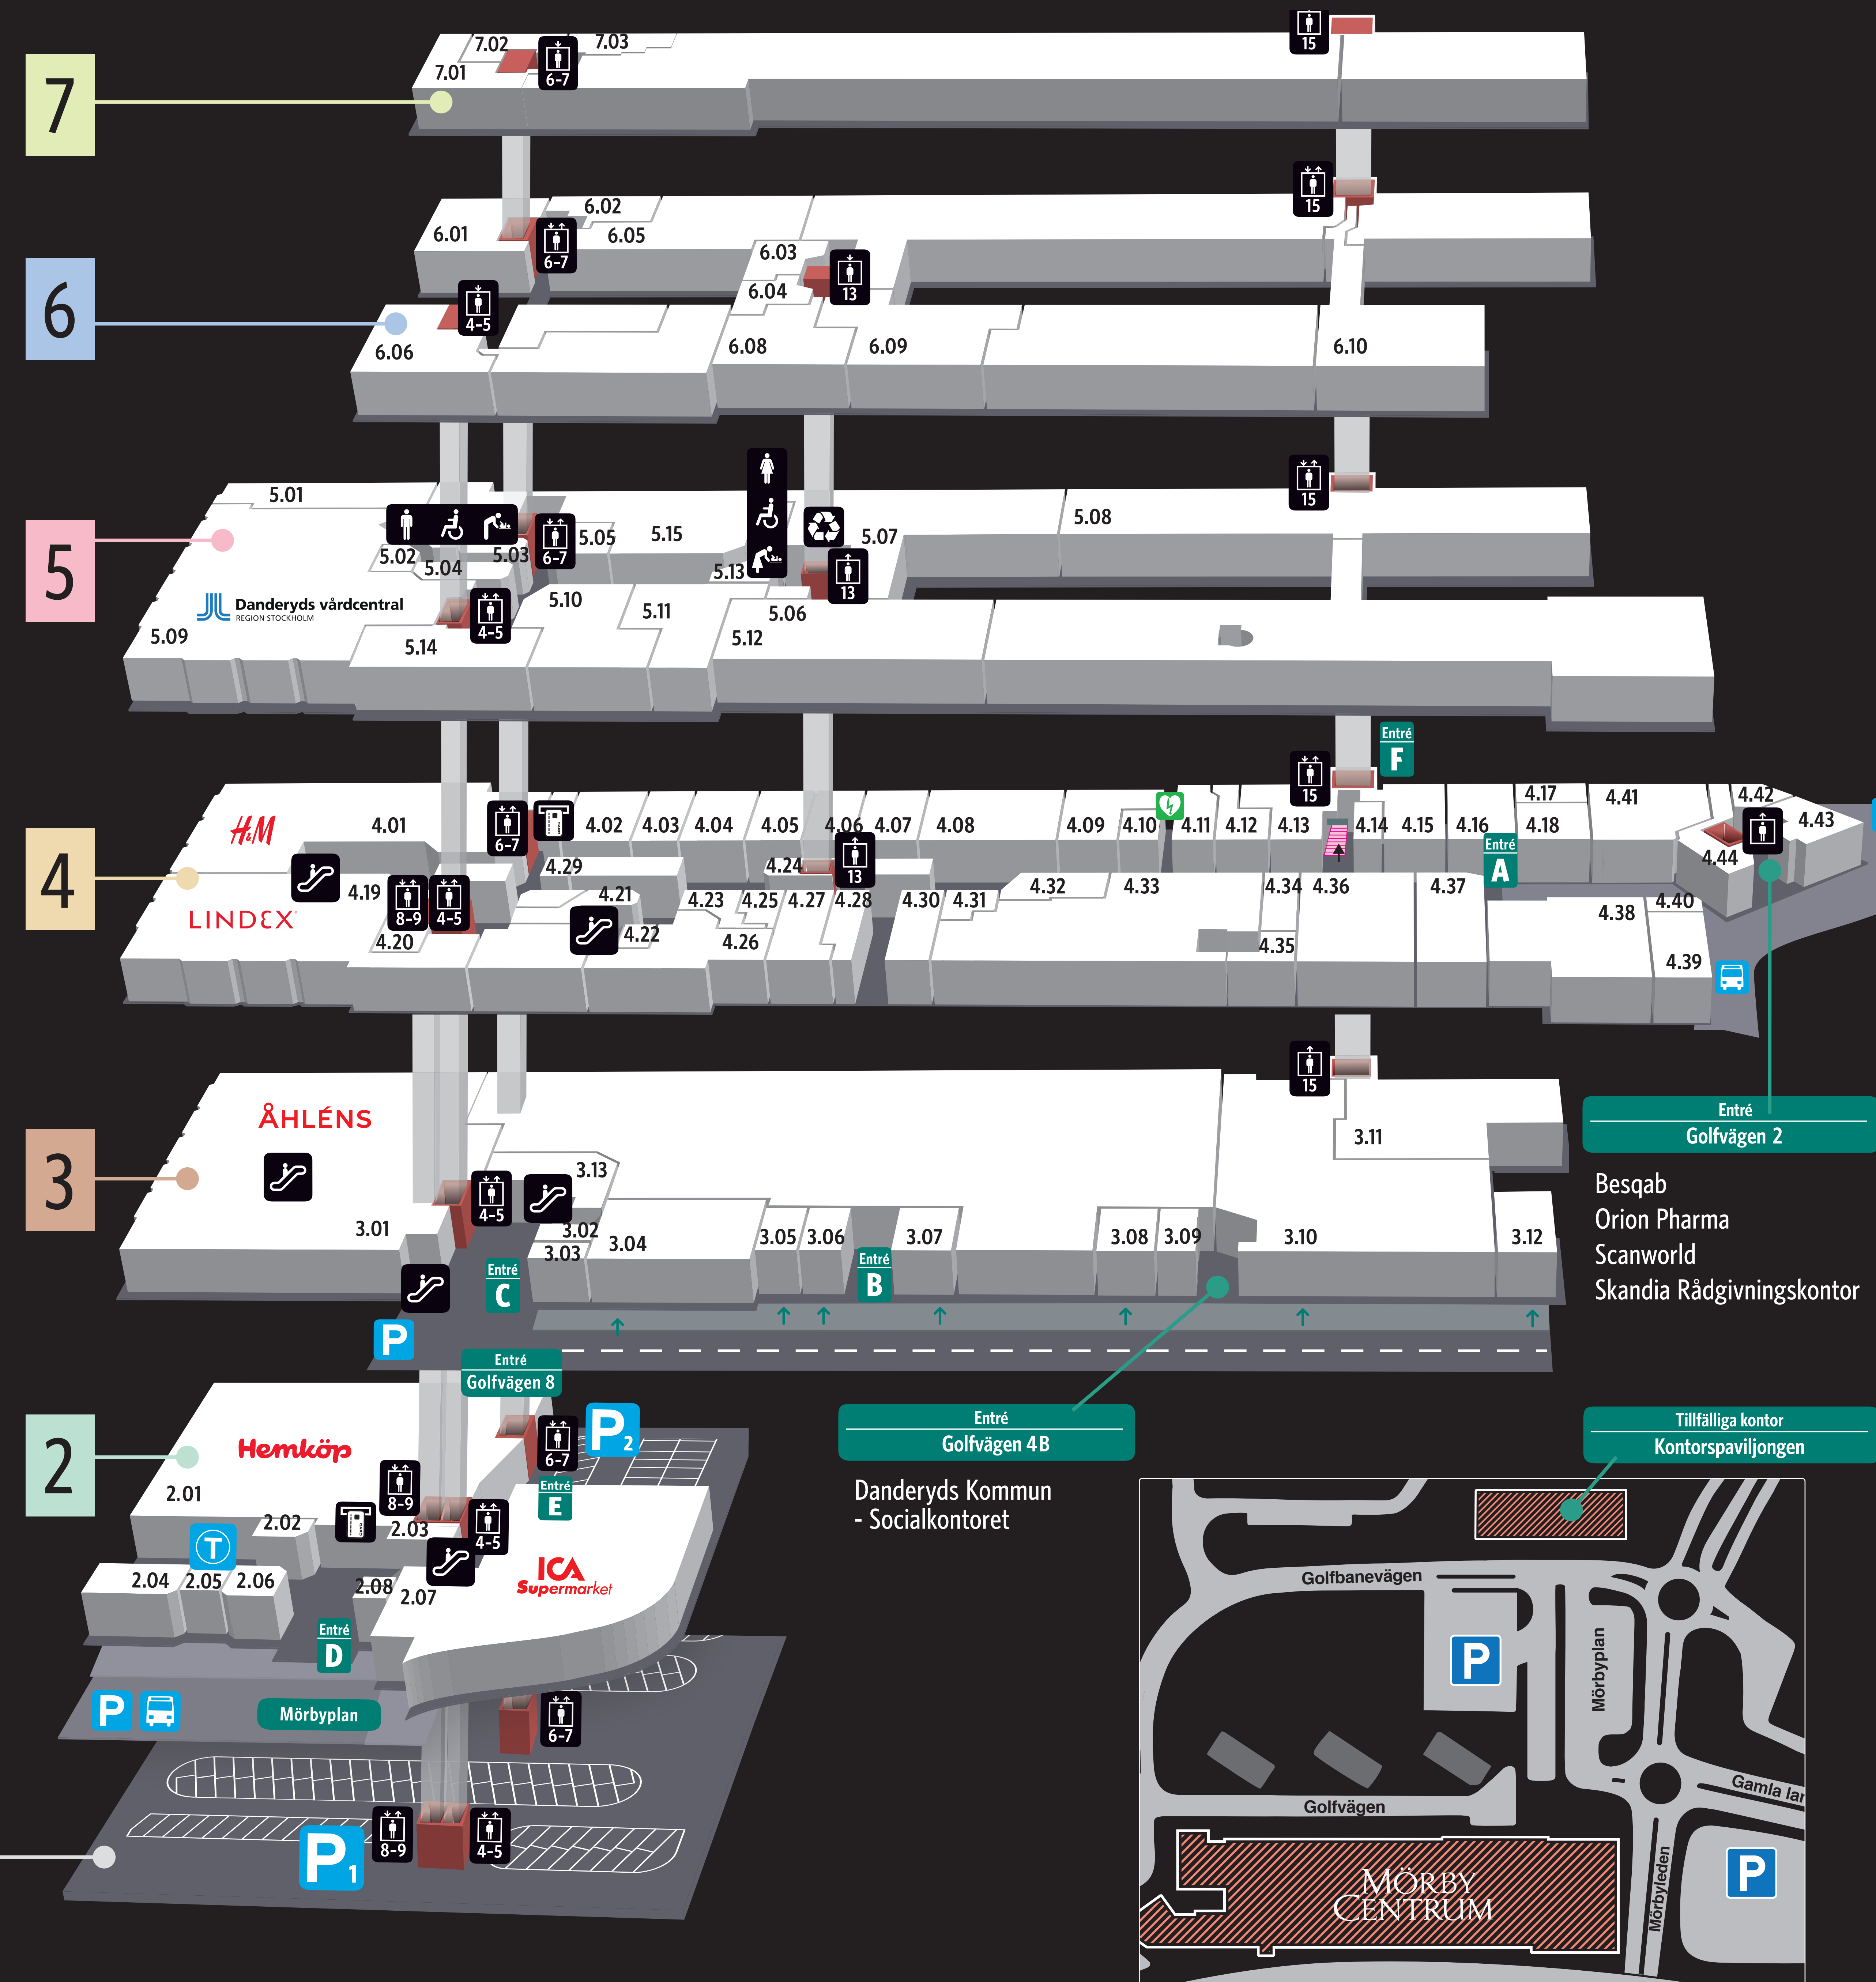 7
7.01
7.02
7.03
6-7
15
6
6.01
6.02
6.05
6-7
15
6.03
6.04
13
4-5
6.06
6.08
6.09
6.10
5
5.01
5.02
5.03
5.04
6-7
5.05
5.15
5.13
5.07
13
5.08
15
Danderyds vårdcentral
REGION STOCKHOLM
5.09
4-5
5.14
5.10
5.11
5.12
5.06
Entré
F
15
4
H&M
4.01
6-7
4.02
4.03
4.04
4.05
4.06
4.07
4.08
4.09
4.10
4.11
4.12
4.13
4.14
4.15
4.16
4.17
4.18
4.41
4.42
4.43
4.44
Entré
A
4.19
LINDEX
8-9
4-5
4.20
4.29
4.21
4.22
4.23
4.24
13
4.25
4.26
4.27
4.28
4.30
4.31
4.32
4.33
4.34
4.35
4.36
4.37
4.38
4.40
4.39
3
ÅHLÉNS
3.01
4-5
3.13
3.02
3.03
3.04
3.05
3.06
3.07
3.08
3.09
3.10
3.11
3.12
15
Entré
C
Entré
B
P
Entré
Golfvägen 2
Besqab
Orion Pharma
Scanworld
Skandia Rådgivningskontor
Entré
Golfvägen 8
Entré
Golfvägen 4B
Danderyds Kommun
- Socialkontoret
Tillfälliga kontor
Kontorspaviljongen
2
Hemköp
2.01
2.02
2.03
8-9
4-5
6-7
P2
Entré
E
T
2.04
2.05
2.06
2.08
2.07
ICA
Supermarket
Entré
D
P
Mörbyplan
6-7
P1
8-9
4-5
Golfbanevägen
P
Mörbyplan
Golfvägen
Gamla lan
Mörbyleden
P
MÖRBY
CENTRUM